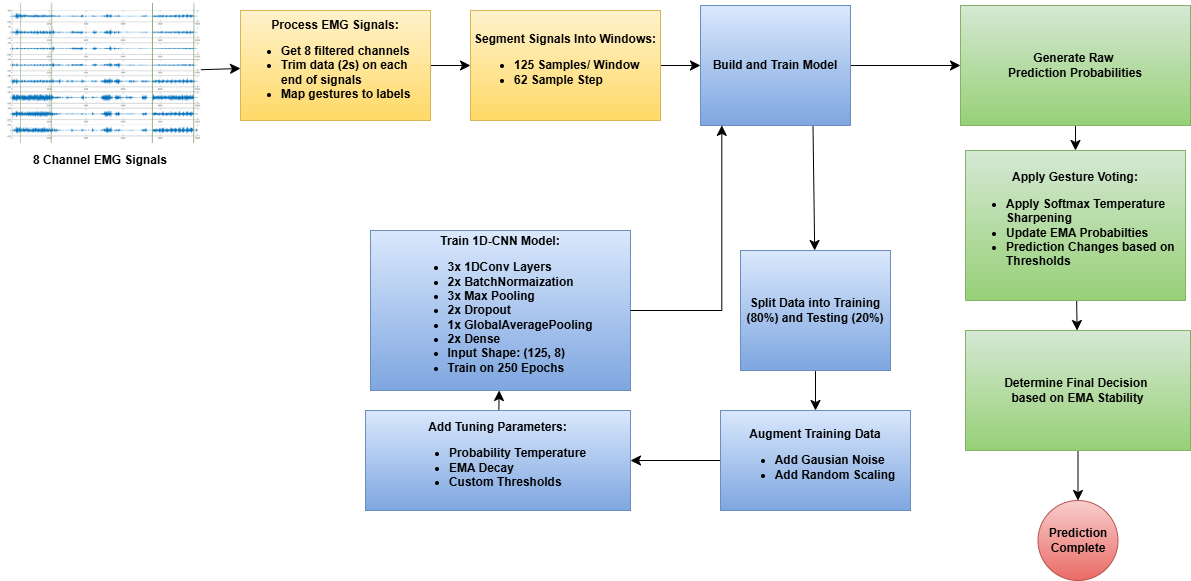 8 Channel EMG Signals
Process EMG Signals:
Get 8 filtered channels
Trim data (2s) on each
end of signals
Map gestures to labels
Segment Signals Into Windows:
125 Samples/ Window
62 Sample Step
Build and Train Model
Split Data into Training
(80%) and Testing (20%)
Augment Training Data
Add Gausian Noise
Add Random Scaling
Add Tuning Parameters:
Probability Temperature
EMA Decay
Custom Thresholds
Train 1D-CNN Model:
3x 1DConv Layers
2x BatchNormaization
3x Max Pooling
2x Dropout
1x GlobalAveragePooling
2x Dense
Input Shape: (125, 8)
Train on 250 Epochs
Generate Raw
Prediction Probabilities
Apply Gesture Voting:
Apply Softmax Temperature
Sharpening
Update EMA Probabilties
Prediction Changes based on
Thresholds
Determine Final Decision
based on EMA Stability
Prediction
Complete